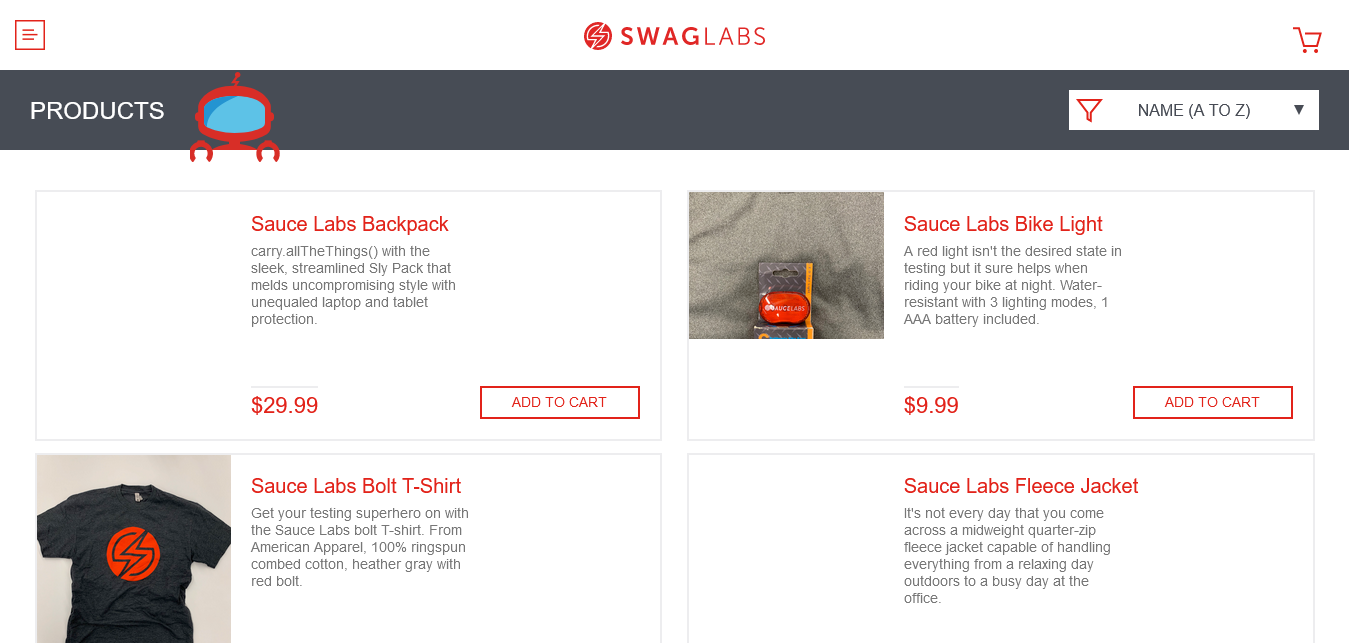 SWAGLABS
PRODUCTS
NAME (A TO Z)
Sauce Labs Backpack
carry.allTheThings() with the
sleek, streamlined Sly Pack that
melds uncompromising style with
unequaled laptop and tablet
protection.
$29.99
ADD TO CART
SAUCELABS
Sauce Labs Bike Light
A red light isn't the desired state in
testing but it sure helps when
riding your bike at night. Water-
resistant with 3 lighting modes, 1
AAA battery included.
$9.99
ADD TO CART
Sauce Labs Bolt T-Shirt
Get your testing superhero on with
the Sauce Labs bolt T-shirt. From
American Apparel, 100% ringspun
combed cotton, heather gray with
red bolt.
Sauce Labs Fleece Jacket
It's not every day that you come
across a midweight quarter-zip
fleece jacket capable of handling
everything from a relaxing day
outdoors to a busy day at the
office.